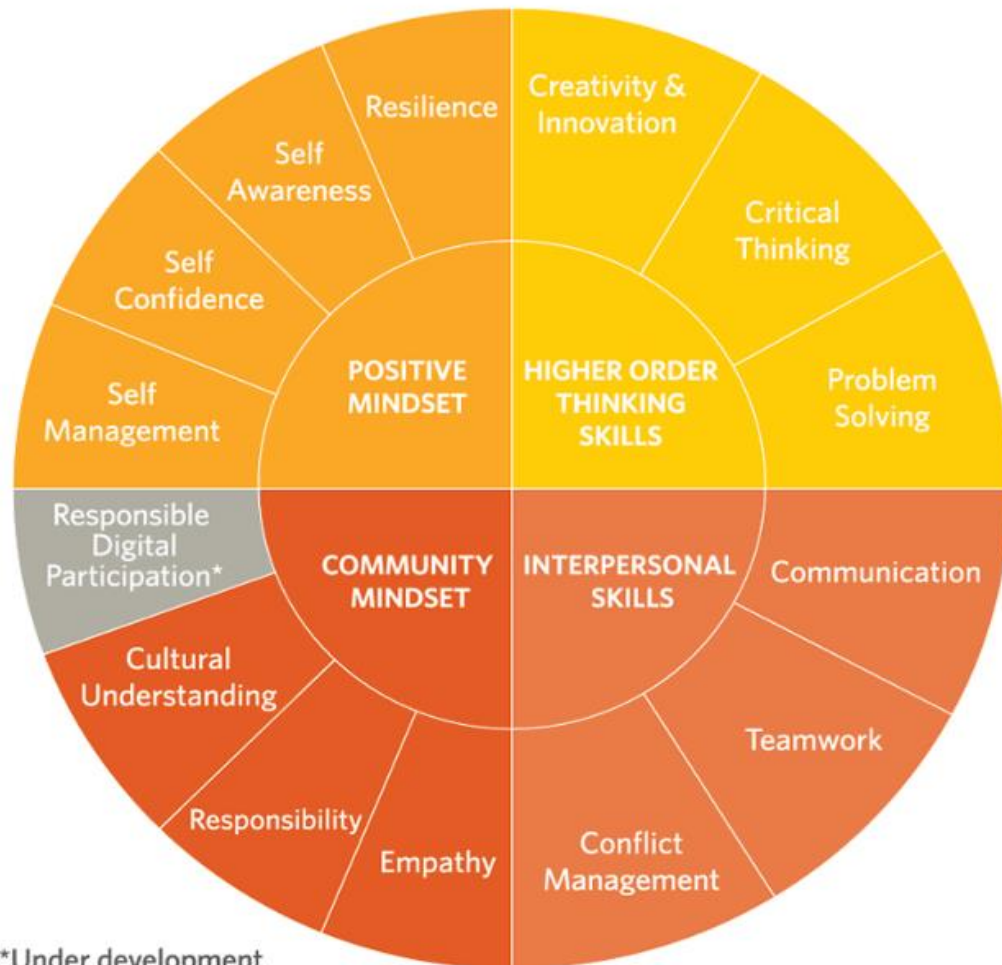 Resilience
Self
Awareness
Self
Confidence
Self
Management
POSITIVE
MINDSET
Creativity &
Innovation
Critical
Thinking
Problem
Solving
HIGHER ORDER
THINKING
SKILLS
Responsible
Digital
Participation*
Cultural
Understanding
Responsibility
Empathy
COMMUNITY
MINDSET
INTERPERSONAL
SKILLS
Communication
Teamwork
Conflict
Management
*Under development